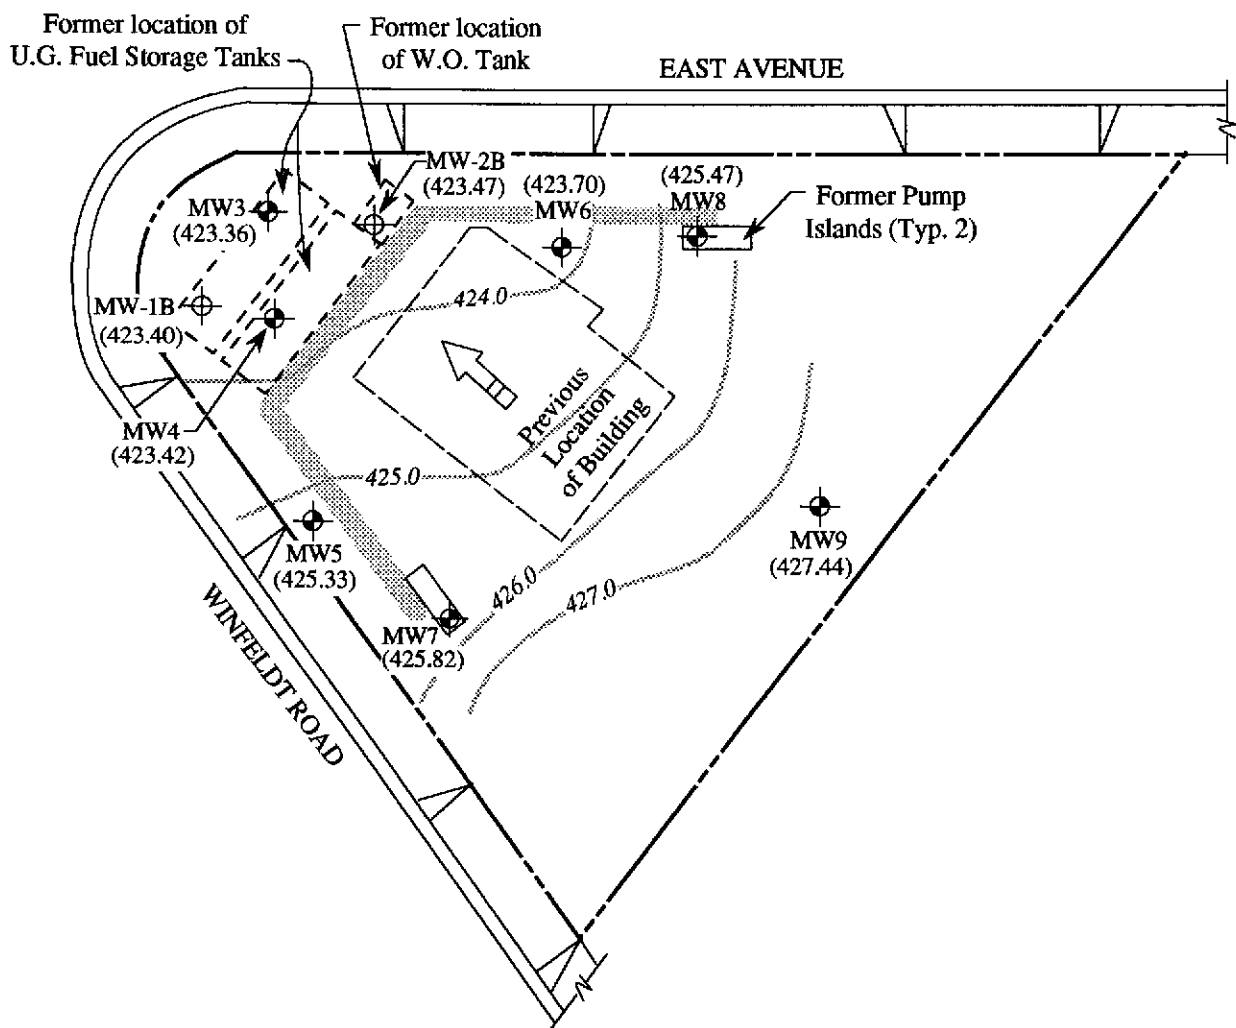 Former location of
U.G. Fuel Storage Tanks
Former location
of W.O. Tank
EAST AVENUE
MW-2B
(423.47)
(423.70)
MW6
(425.47)
MW8
Former Pump
Islands (Typ. 2)
MW3
(423.36)
MW-1B
(423.40)
424.0
MW4
(423.42)
Previous
Location
of Building
425.0
MW5
(425.33)
MW9
(427.44)
426.0
427.0
MW7
(425.82)
WINFELDT ROAD
N
N